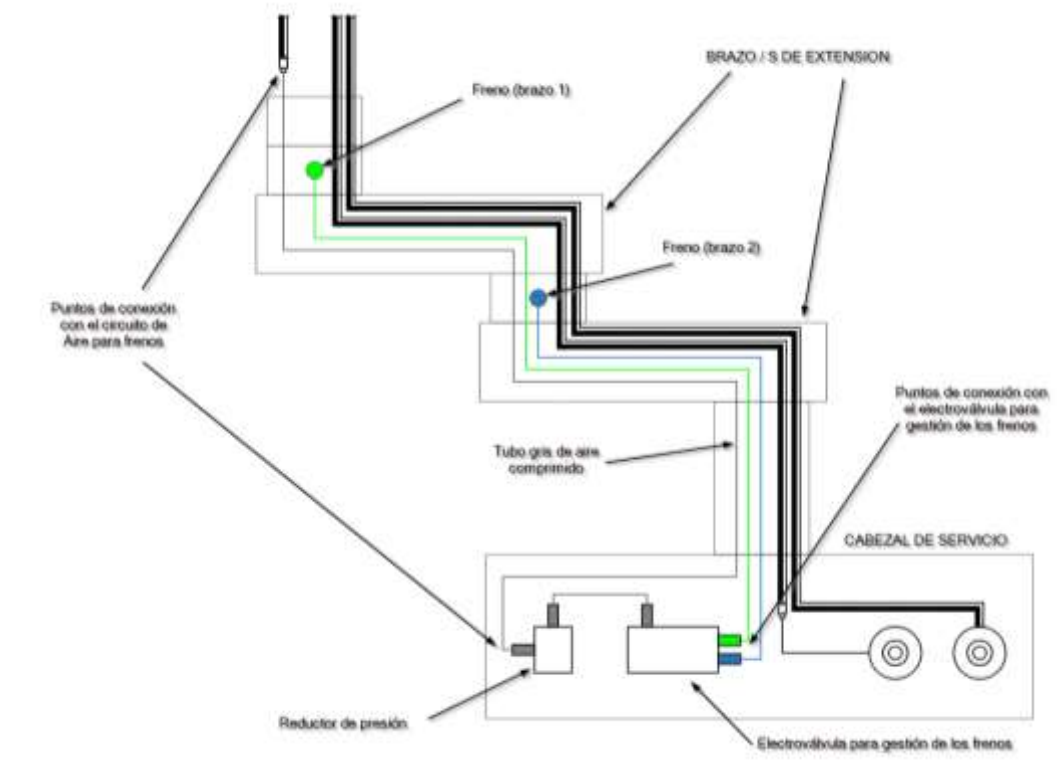 BRAZO / S DE EXTENSION
Freno (brazo 1)
Freno (brazo 2)
Puntos de conexión
con el circuito de
Aire para frenos
Puntos de conexión con
el electroválvula para
gestión de los frenos
Tubo gris de aire
comprimido
CABEZAL DE SERVICIO
Reductor de presión
Electroválvula para gestión de los frenos